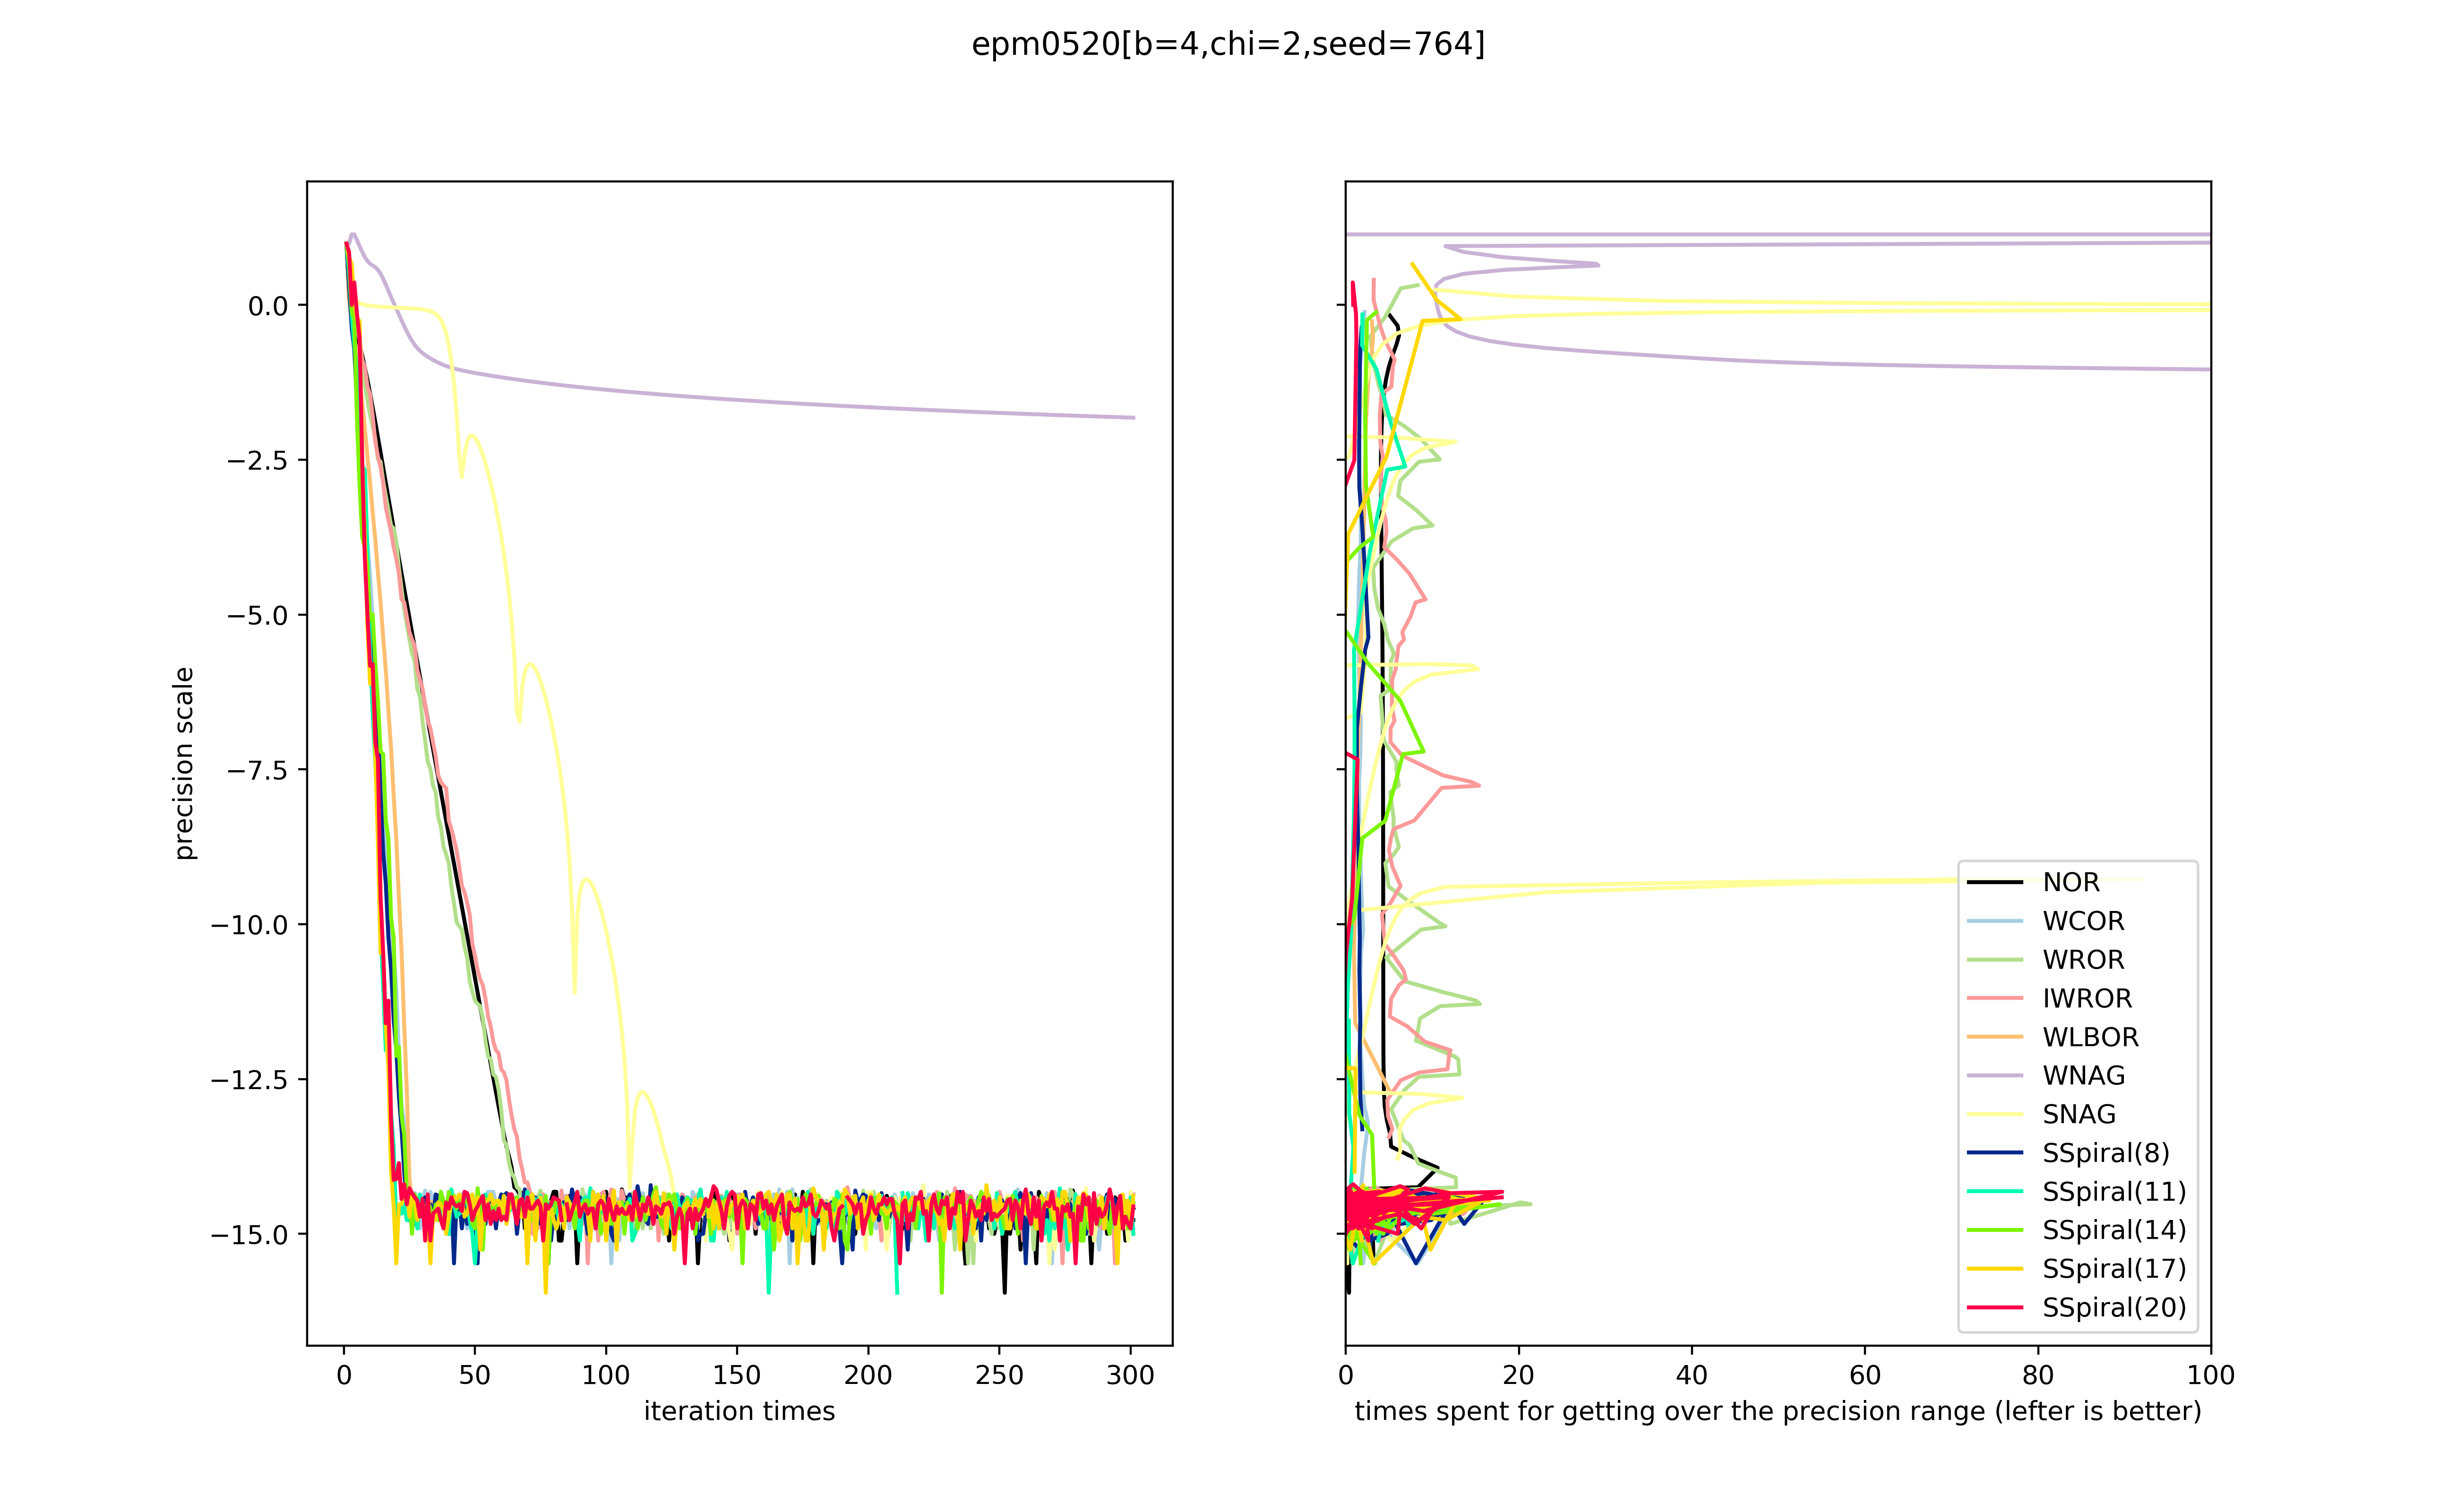 epm0520[b=4,chi=2,seed=764]
precision scale
0.0
−2.5
−5.0
−7.5
−10.0
−12.5
−15.0
0 50 100 150 200 250 300
iteration times
0 20 40 60 80 100
times spent for getting over the precision range (lefter is better)
NOR
WCOR
WROR
IWROR
WLBOR
WNAG
SNAG
SSpiral(8)
SSpiral(11)
SSpiral(14)
SSpiral(17)
SSpiral(20)